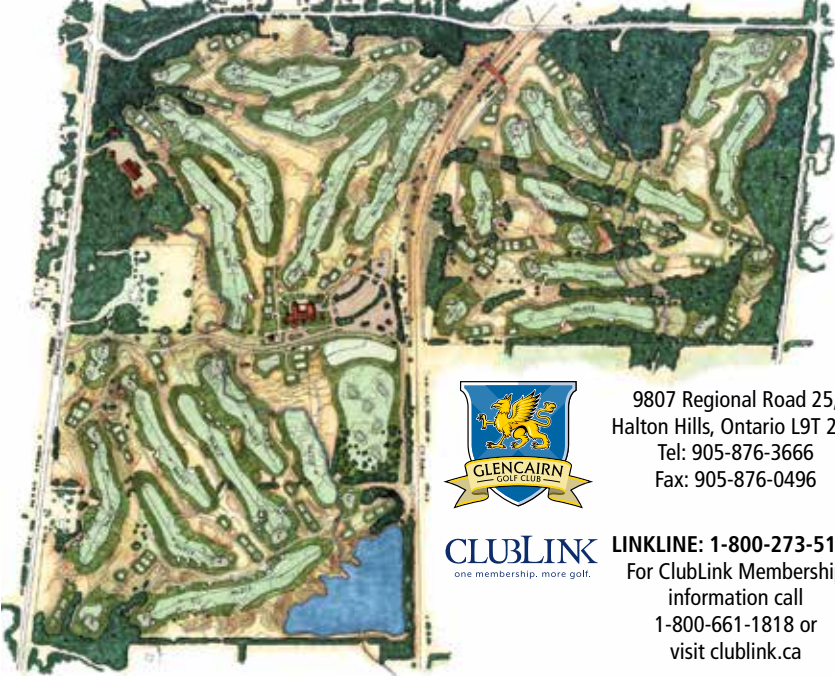 GLENCAIRN
GOLF CLUB
CLUBLINK
one membership. more golf.
9807 Regional Road 25,
Halton Hills, Ontario L9T 2
Tel: 905-876-3666
Fax: 905-876-0496
LINKLINE: 1-800-273-51
For ClubLink Membershi
information call
1-800-661-1818 or
visit clublink.ca